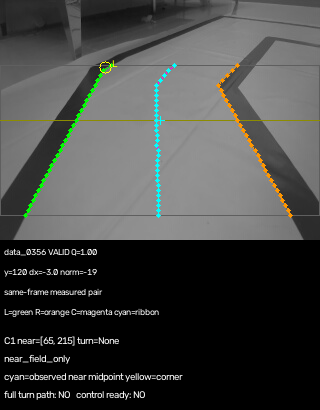 data_0356 VALID Q=1.00
y=120 dx=-3.0 norm=-19
same-frame measured pair
L=green R=orange C=magenta cyan=ribbon
C1 near=[65, 215] turn=None
near_field_only
cyan=observed near midpoint yellow=corner
full turn path: NO control ready: NO